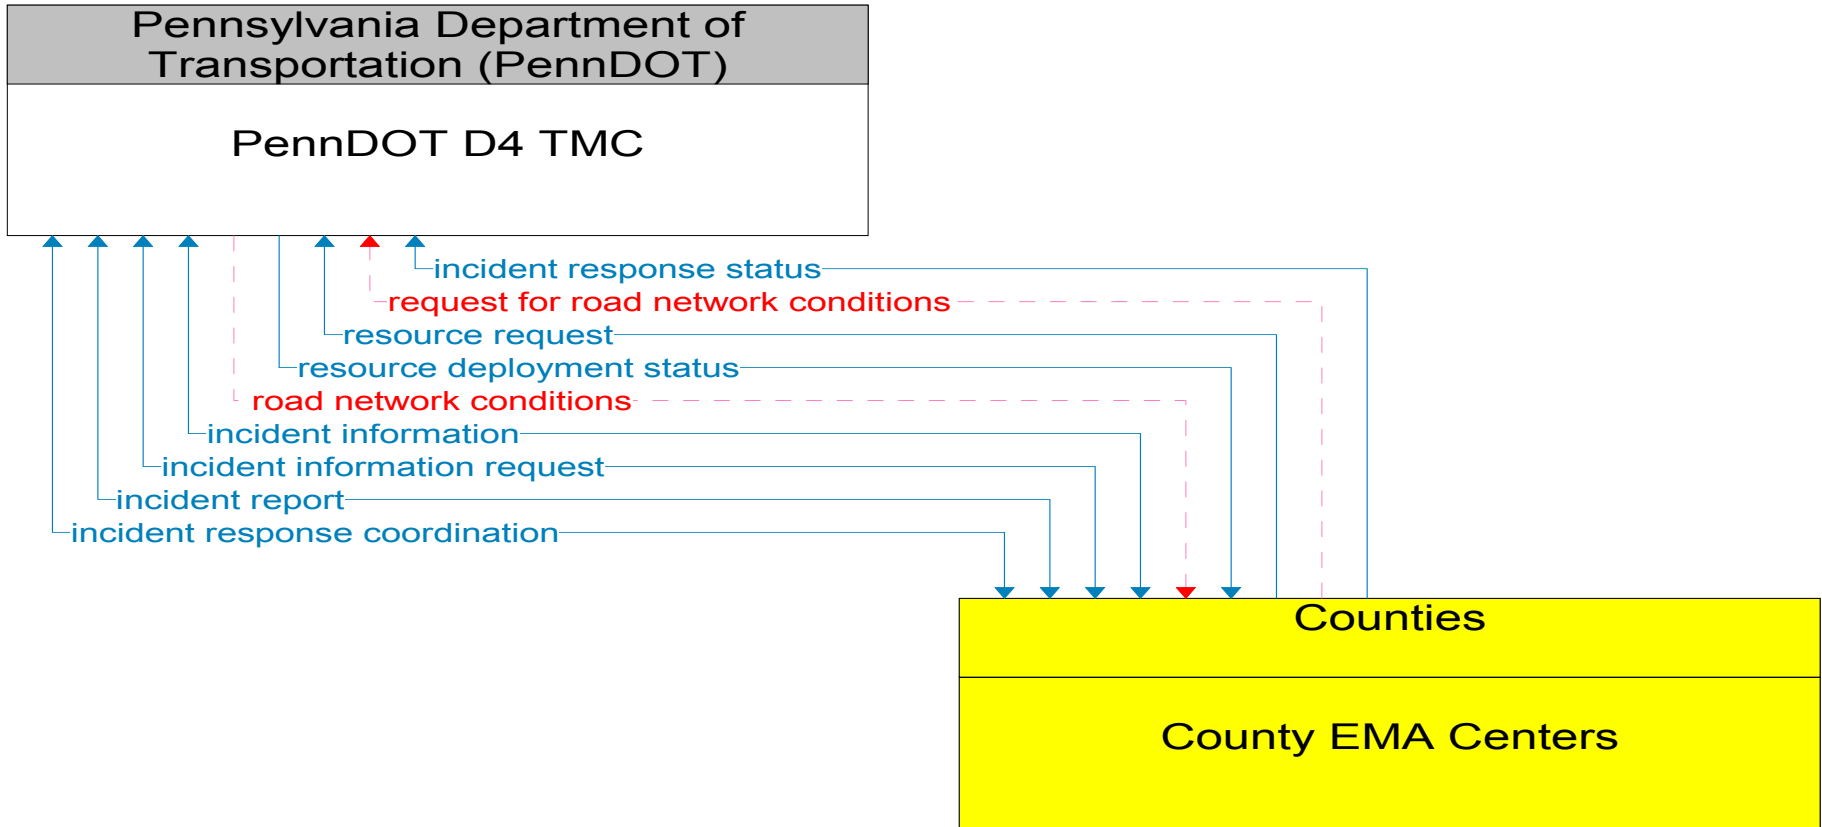 Pennsylvania Department of
Transportation (PennDOT)
PennDOT D4 TMC
incident response status
request for road network conditions
resource request
resource deployment status
road network conditions
incident information
incident information request
incident report
incident response coordination
Counties
County EMA Centers